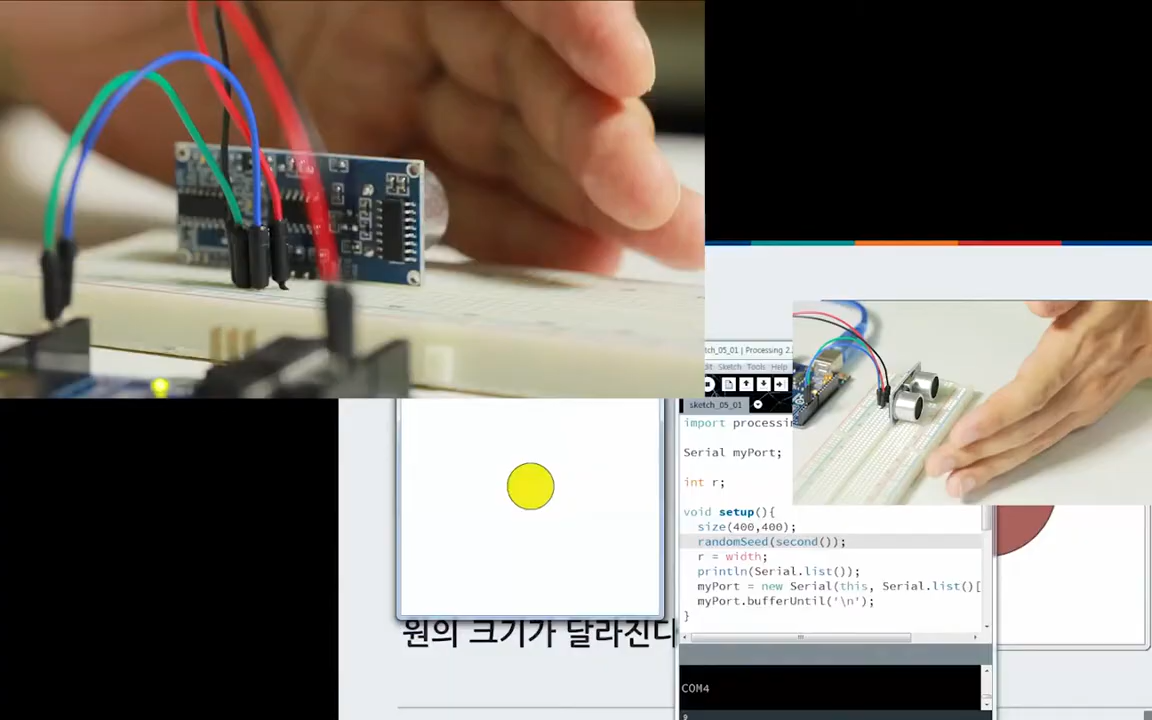 tch_05_01 | Processing 2.
dit Sketch Tools Help
sketch_05_01
import processin
Serial myPort;
int r;
void setup(){
size(400,400);
randomSeed(second());
r = width;
println(Serial.list());
myPort = new Serial(this, Serial.list()[
myPort.bufferUntil('\n');
}
원의 크기가 달라진다
COM4